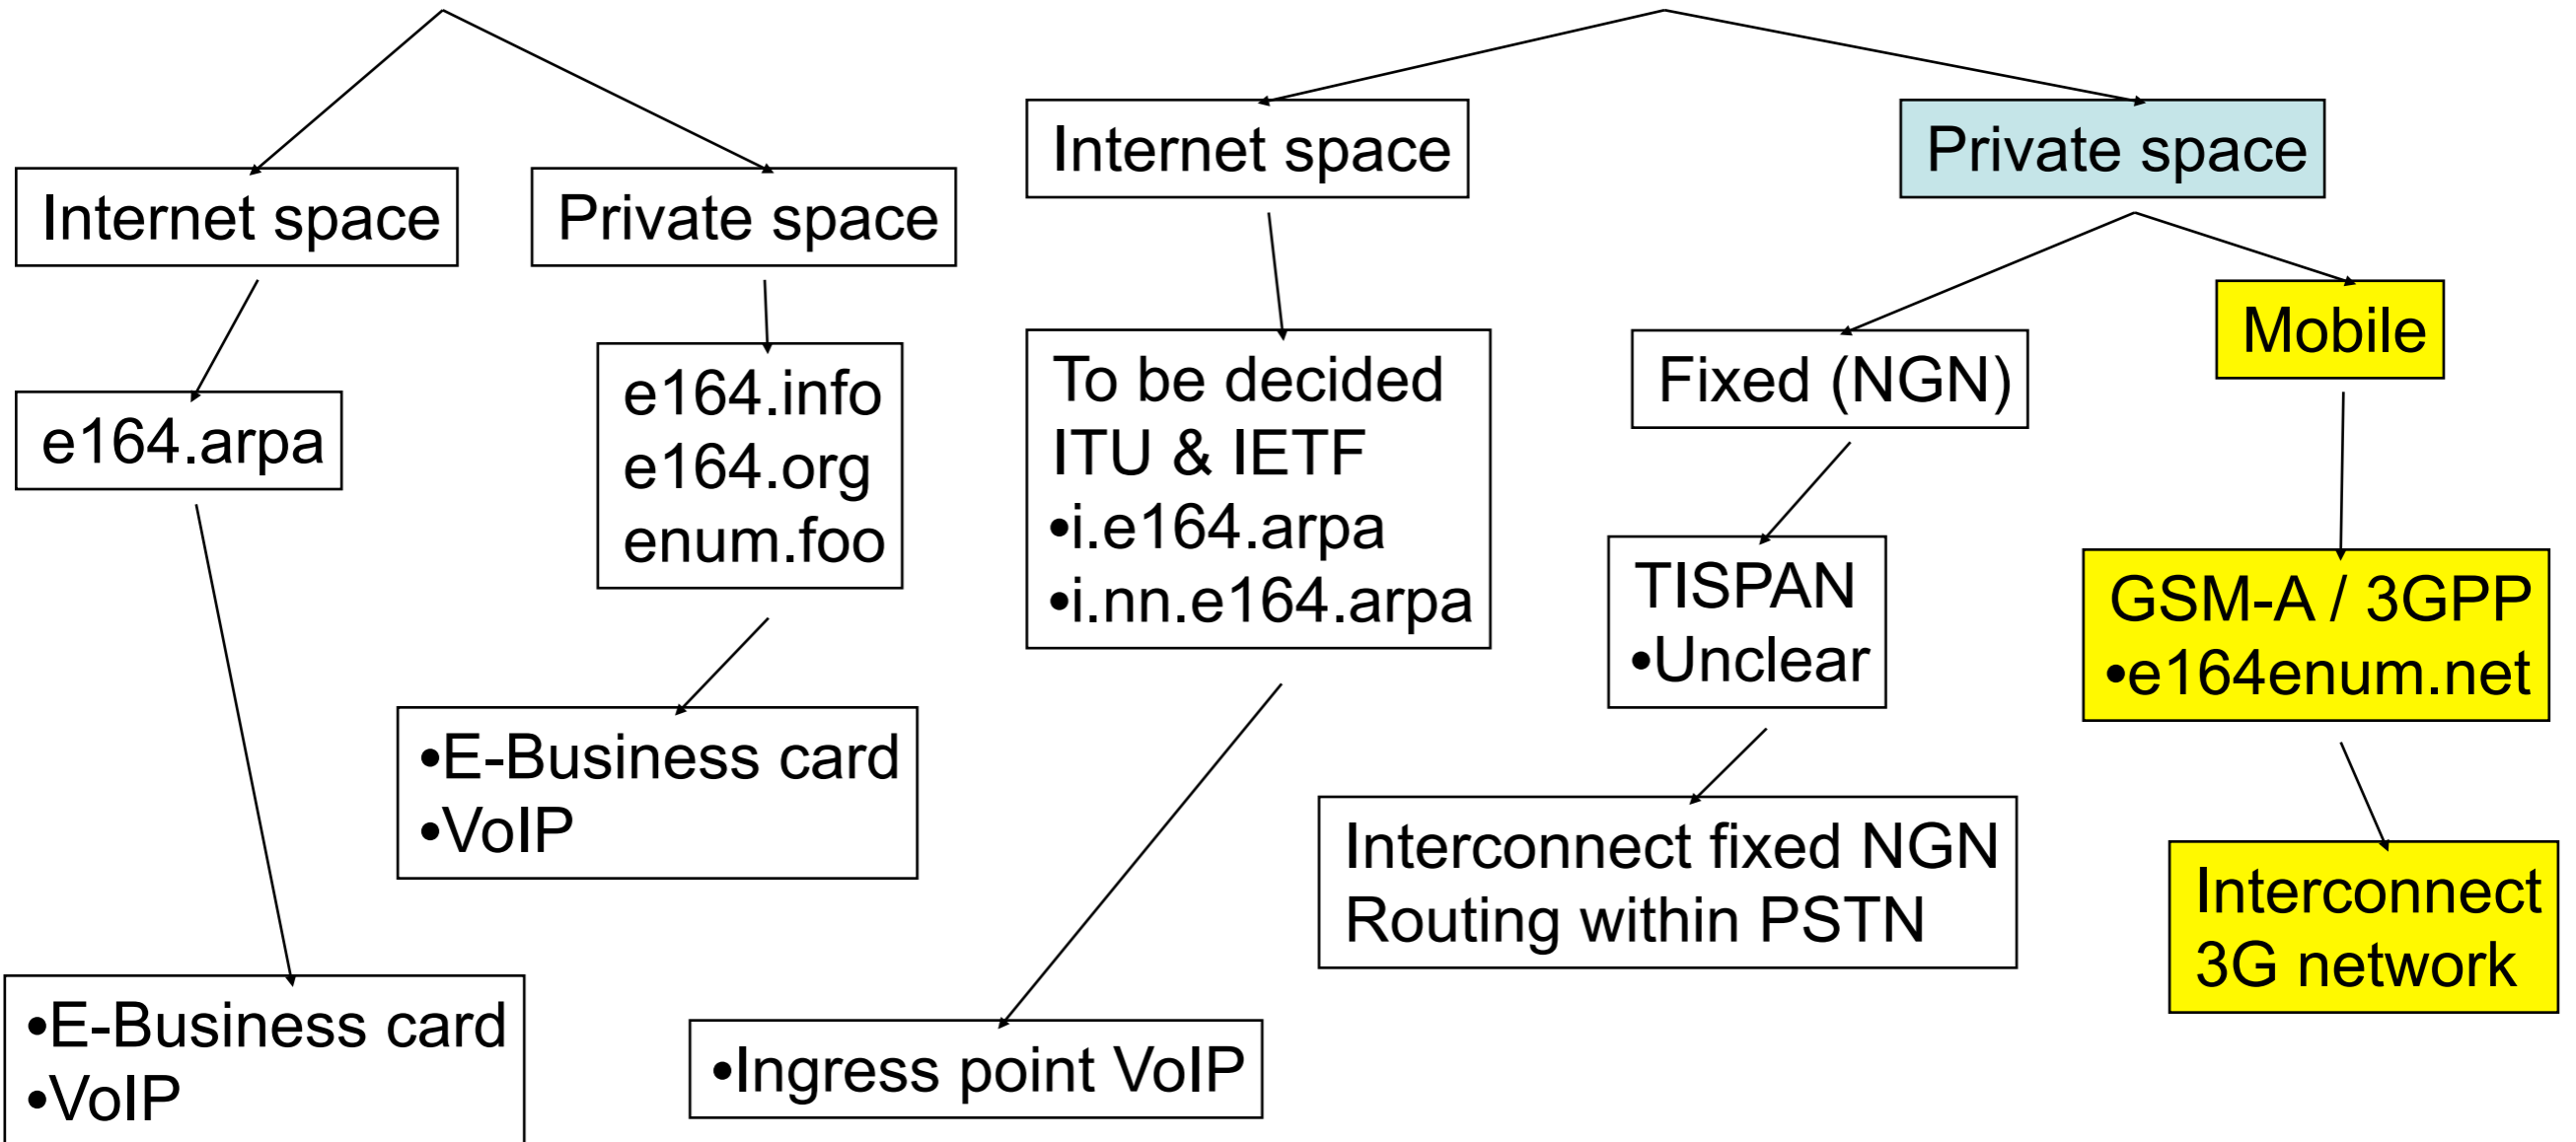 Internet space
Private space
e164.arpa
e164.info
e164.org
enum.foo
•E-Business card
•VoIP
•E-Business card
•VoIP
Internet space
Private space
To be decided
ITU & IETF
•i.e164.arpa
•i.nn.e164.arpa
•Ingress point VoIP
Fixed (NGN)
TISPAN
•Unclear
Interconnect fixed NGN
Routing within PSTN
Mobile
GSM-A / 3GPP
•e164enum.net
Interconnect
3G network